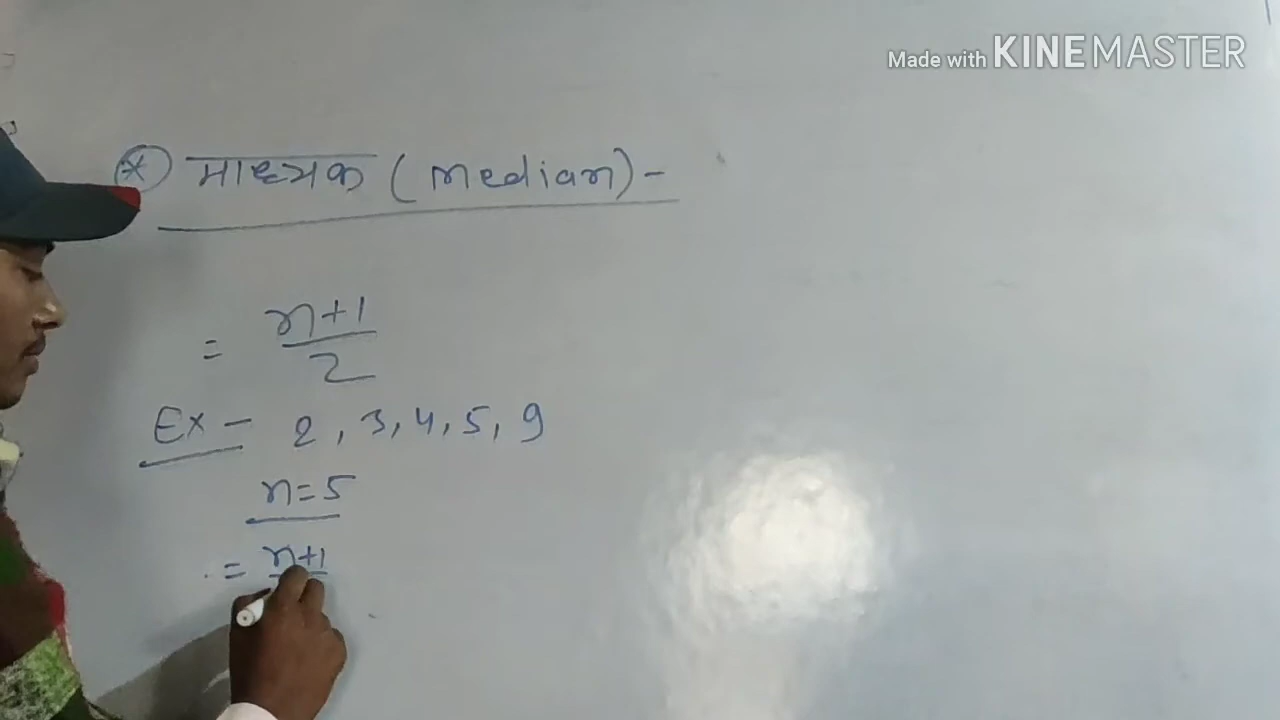 Made with KINEMASTER
* माध्यक (Median) -
= n+1
2
Ex - 2, 3, 4, 5, 9
n=5
= n+1